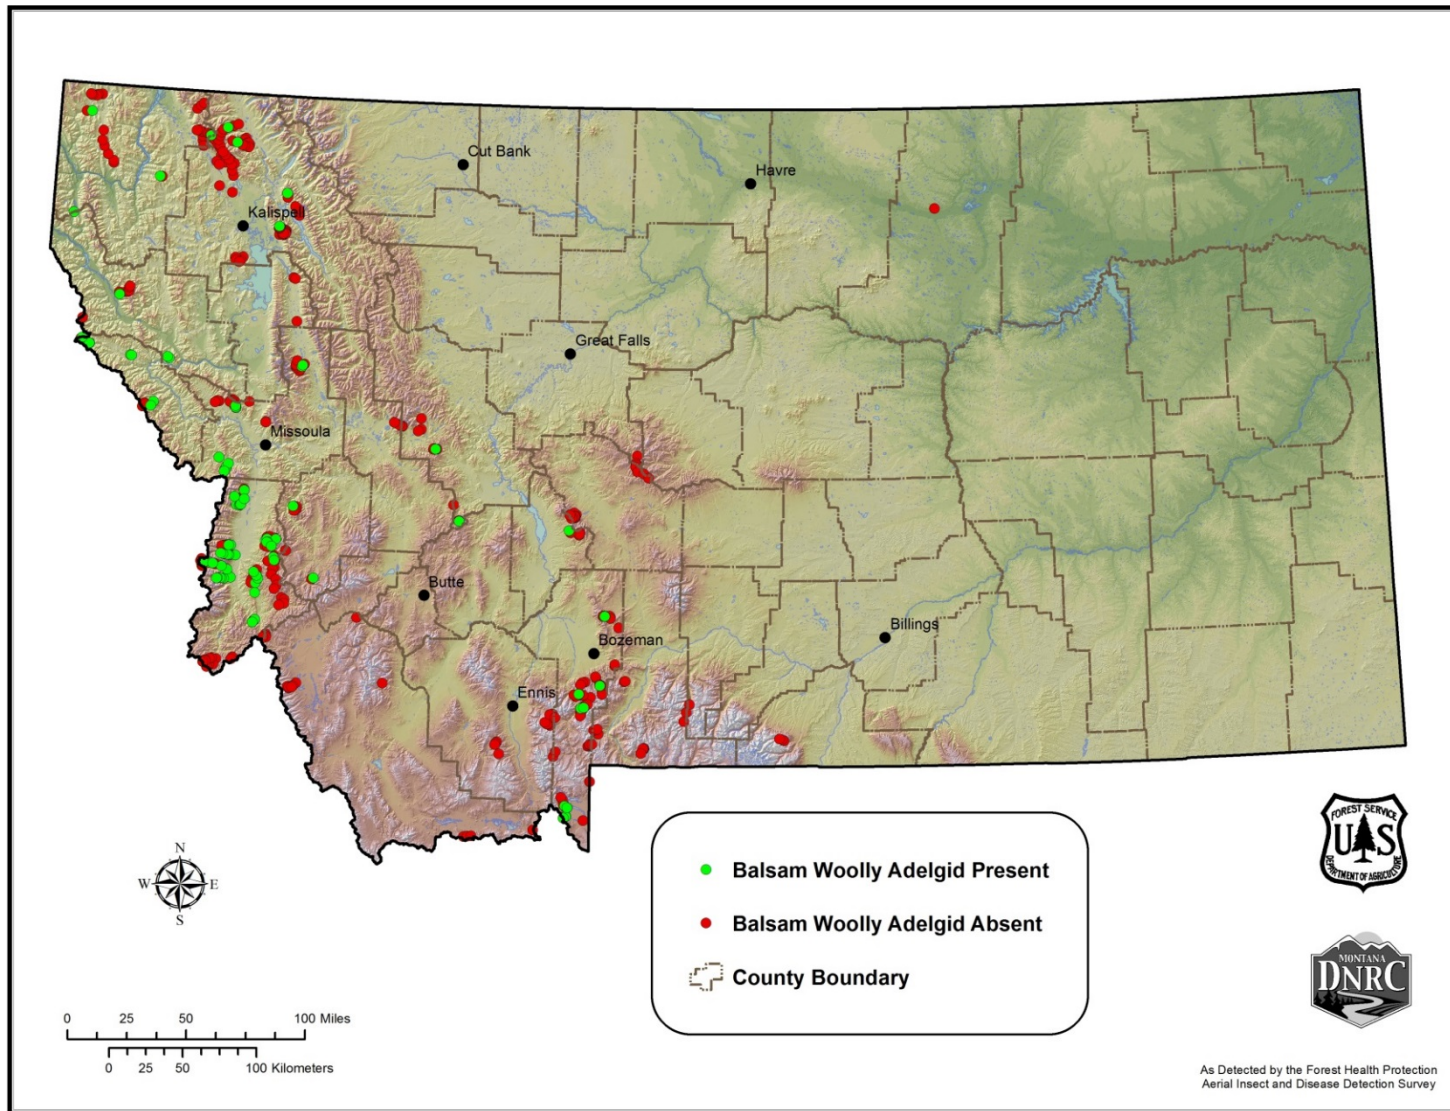 Cut Bank
Havre
Kalispell
Great Falls
Missoula
Butte
Billings
Bozeman
Ennis
N
W E
S
Balsam Woolly Adelgid Present
Balsam Woolly Adelgid Absent
County Boundary
FOREST SERVICE
U S
DEPARTMENT OF AGRICULTURE
MONTANA
DNRC
0 25 50 100 Miles
0 25 50 100 Kilometers
As Detected by the Forest Health Protection
Aerial Insect and Disease Detection Survey